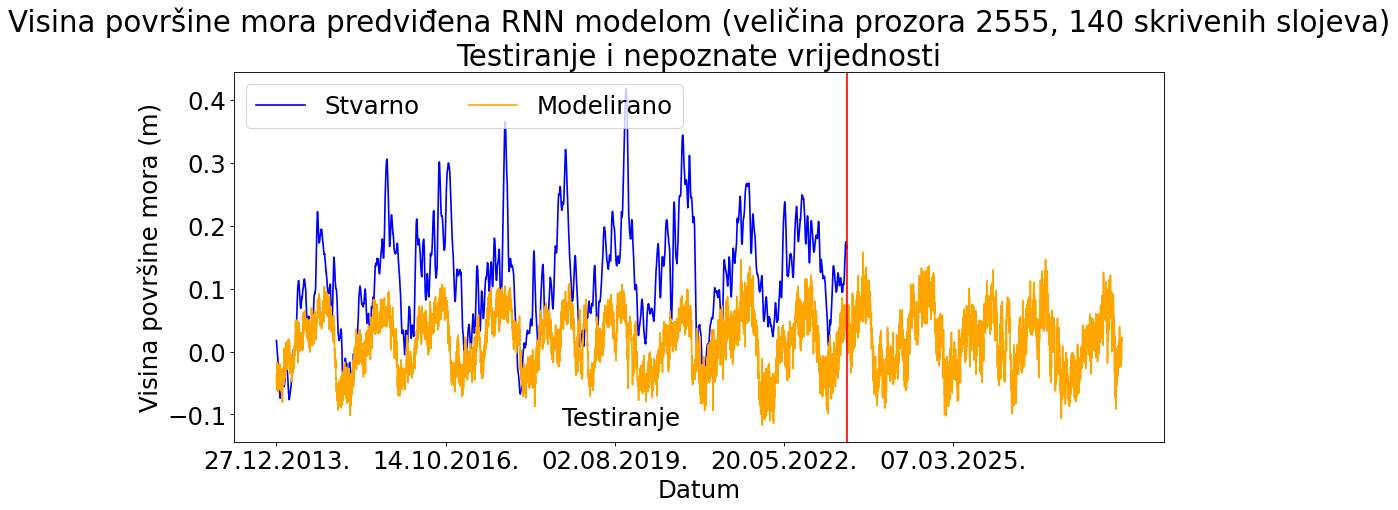 Visina površine mora predviđena RNN modelom (veličina prozora 2555, 140 skrivenih slojeva)
Testiranje i nepoznate vrijednosti
Stvarno
Modelirano
Visina površine mora (m)
0.4
0.3
0.2
0.1
0.0
−0.1
Testiranje
27.12.2013.
14.10.2016.
02.08.2019.
20.05.2022.
07.03.2025.
Datum